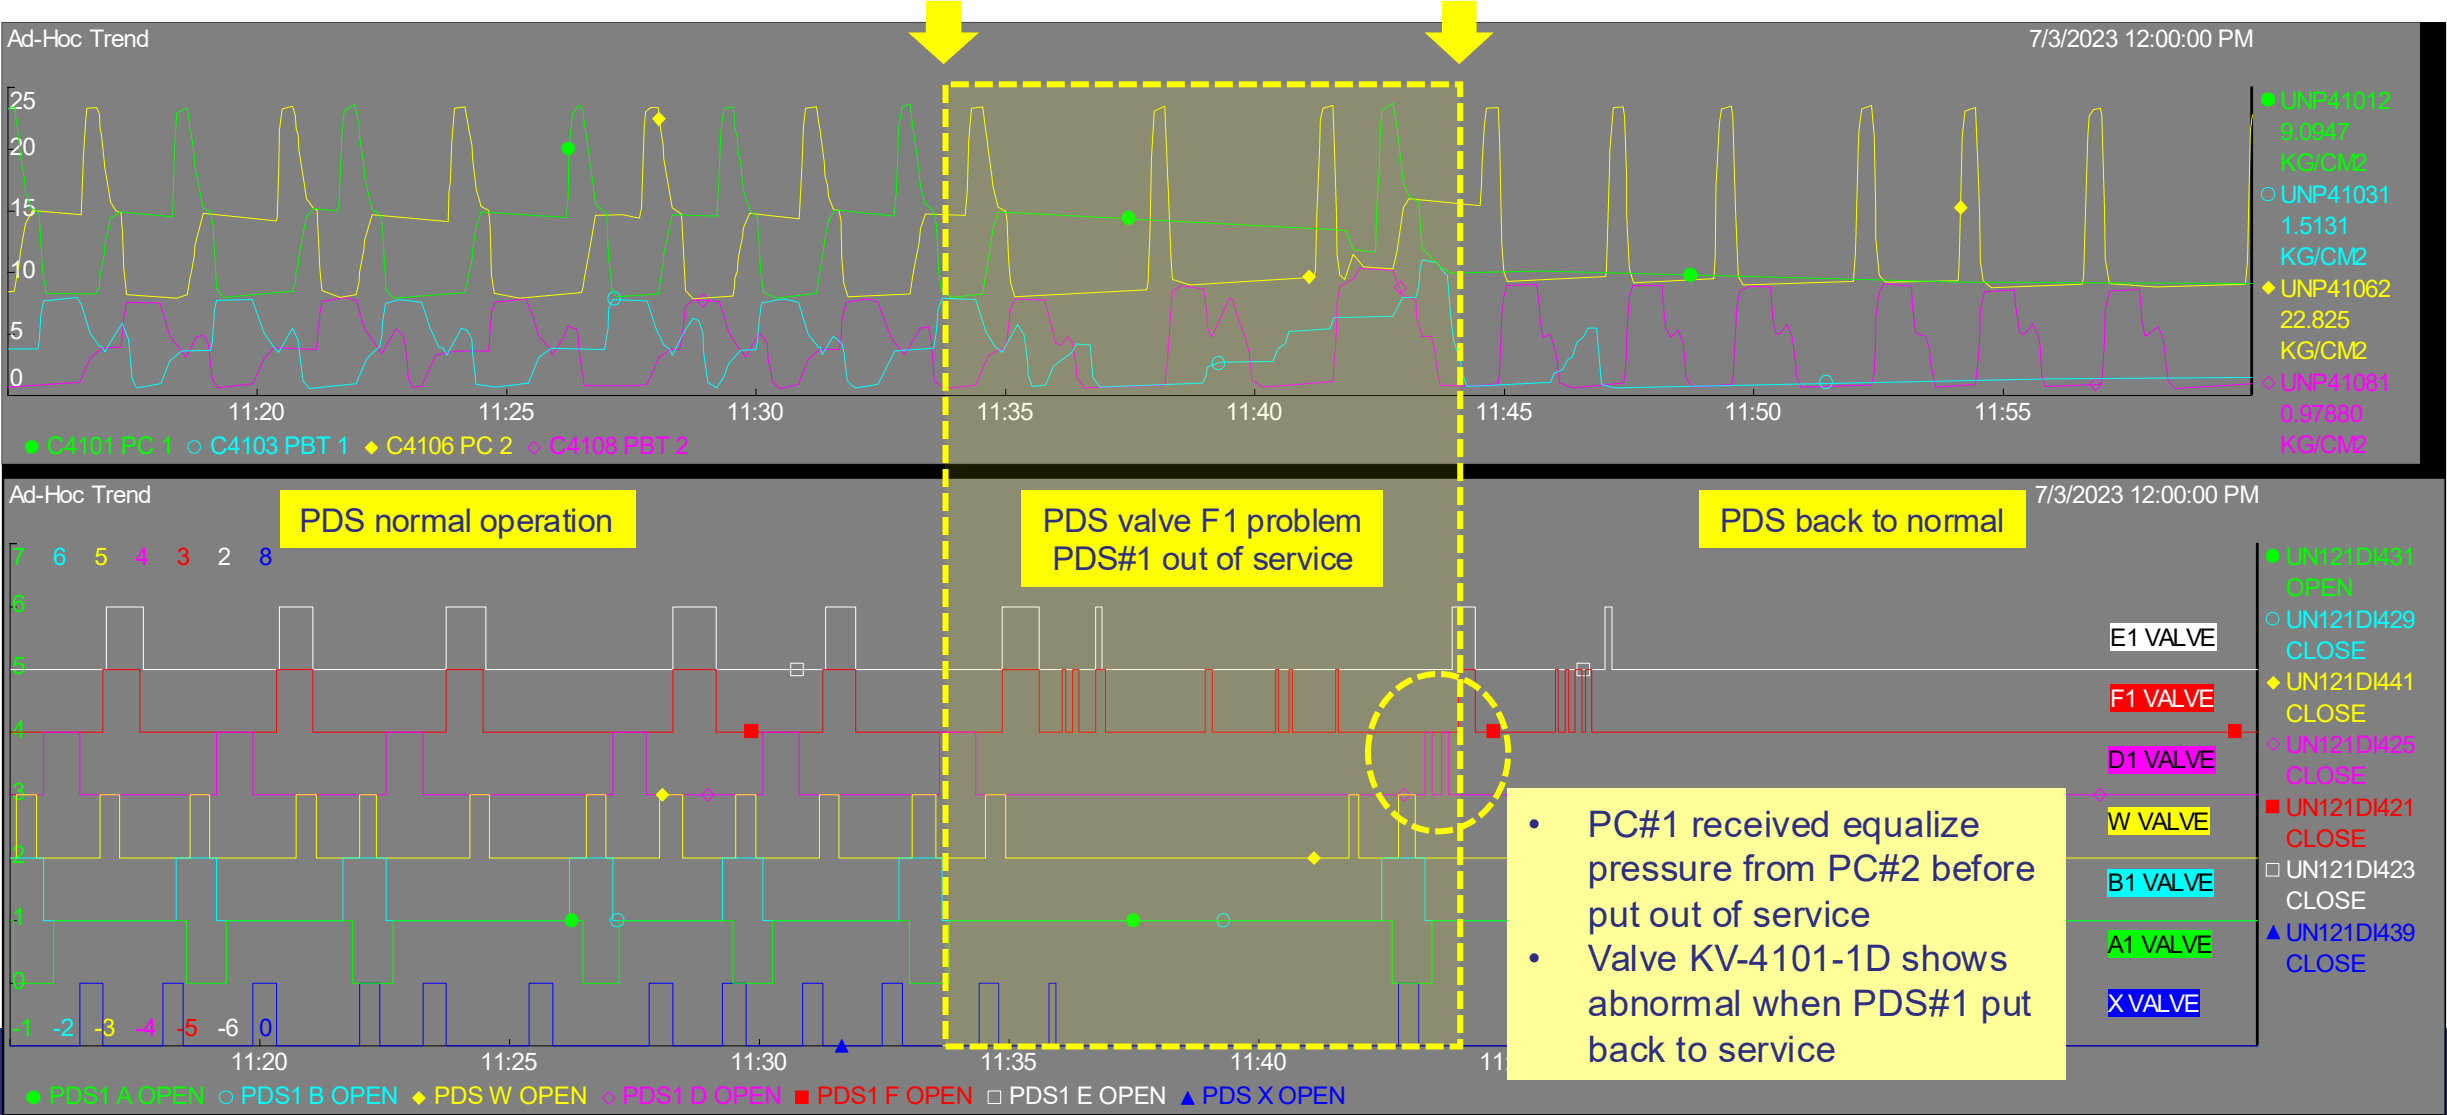 Ad-Hoc Trend
7/3/2023 12:00:00 PM
25
20
15
10
5
0
11:20
11:25
11:30
11:35
11:40
11:45
11:50
11:55
UNP41012
9.0947
KG/CM2
UNP41031
1.5131
KG/CM2
UNP41062
22.825
KG/CM2
UNP41081
0.97880
KG/CM2
C4101 PC 1
C4103 PBT 1
C4106 PC 2
C4108 PBT 2
Ad-Hoc Trend
7/3/2023 12:00:00 PM
PDS normal operation
PDS valve F1 problem
PDS#1 out of service
PDS back to normal
7 6 5 4 3 2 8
6
5
4
3
2
1
0
-1 -2 -3 -4 -5 -6 0
E1 VALVE
F1 VALVE
D1 VALVE
W VALVE
B1 VALVE
A1 VALVE
X VALVE
UN121DI431
OPEN
UN121DI429
CLOSE
UN121DI441
CLOSE
UN121DI425
CLOSE
UN121DI421
CLOSE
UN121DI423
CLOSE
UN121DI439
CLOSE
• PC#1 received equalize
pressure from PC#2 before
put out of service
• Valve KV-4101-1D shows
abnormal when PDS#1 put
back to service
11:20
11:25
11:30
11:35
11:40
11:
PDS1 A OPEN
PDS1 B OPEN
PDS W OPEN
PDS1 D OPEN
PDS1 F OPEN
PDS1 E OPEN
PDS X OPEN